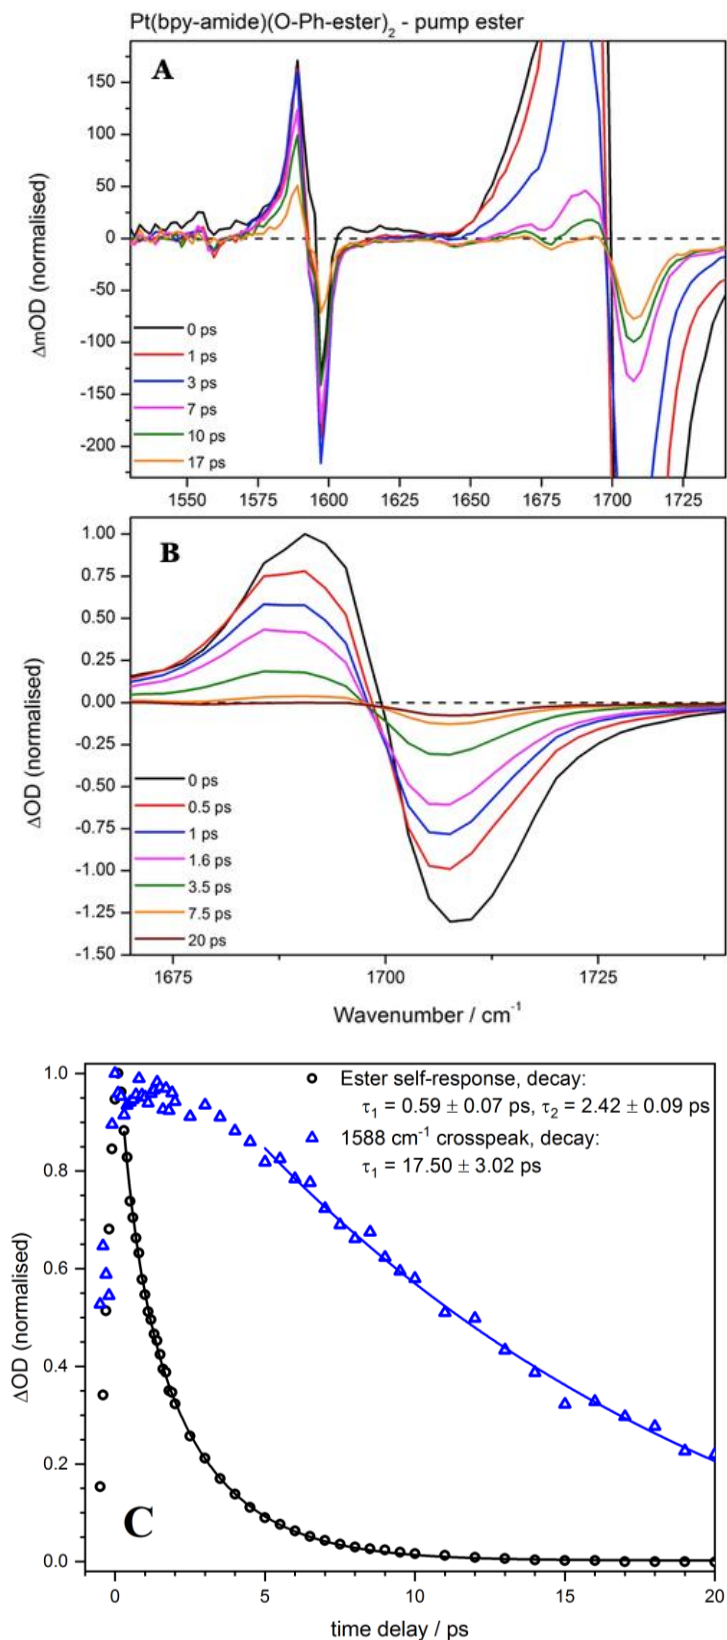 Pt(bpy-amide)(O-Ph-ester)₂ - pump ester
A
150
100
50
0
-50
-100
-150
-200
ΔmOD (normalised)
0 ps
1 ps
3 ps
7 ps
10 ps
17 ps
1550 1575 1600 1625 1650 1675 1700 1725
B
1.00
0.75
0.50
0.25
0.00
-0.25
-0.50
-0.75
-1.00
-1.25
-1.50
ΔOD (normalised)
0 ps
0.5 ps
1 ps
1.6 ps
3.5 ps
7.5 ps
20 ps
1675 1700 1725
Wavenumber / cm⁻¹
1.0
0.8
0.6
0.4
0.2
0.0
ΔOD (normalised)
Ester self-response, decay:
τ₁ = 0.59 ± 0.07 ps, τ₂ = 2.42 ± 0.09 ps
1588 cm⁻¹ crosspeak, decay:
τ₁ = 17.50 ± 3.02 ps
C
0 5 10 15 20
time delay / ps